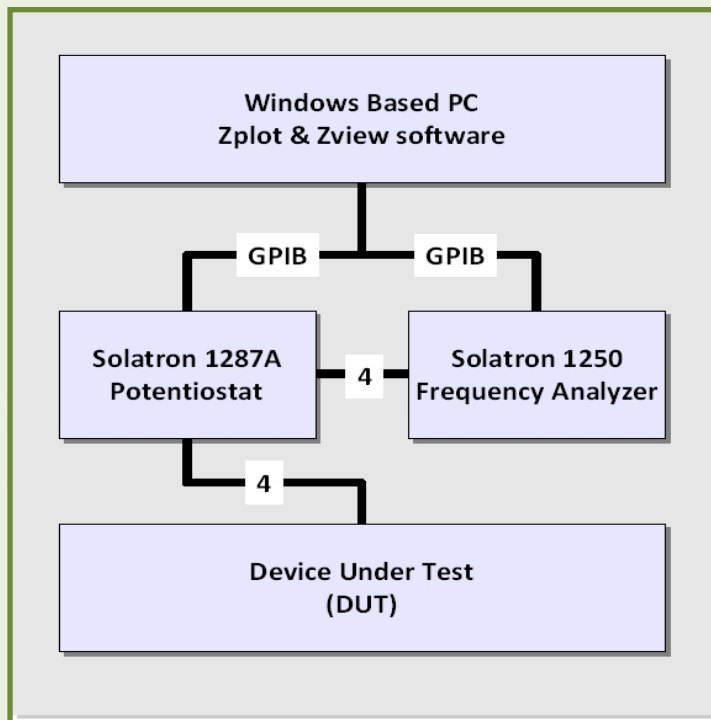 Windows Based PC
Zplot & Zview software
GPIB
GPIB
Solatron 1287A
Potentiostat
4
Solatron 1250
Frequency Analyzer
4
Device Under Test
(DUT)